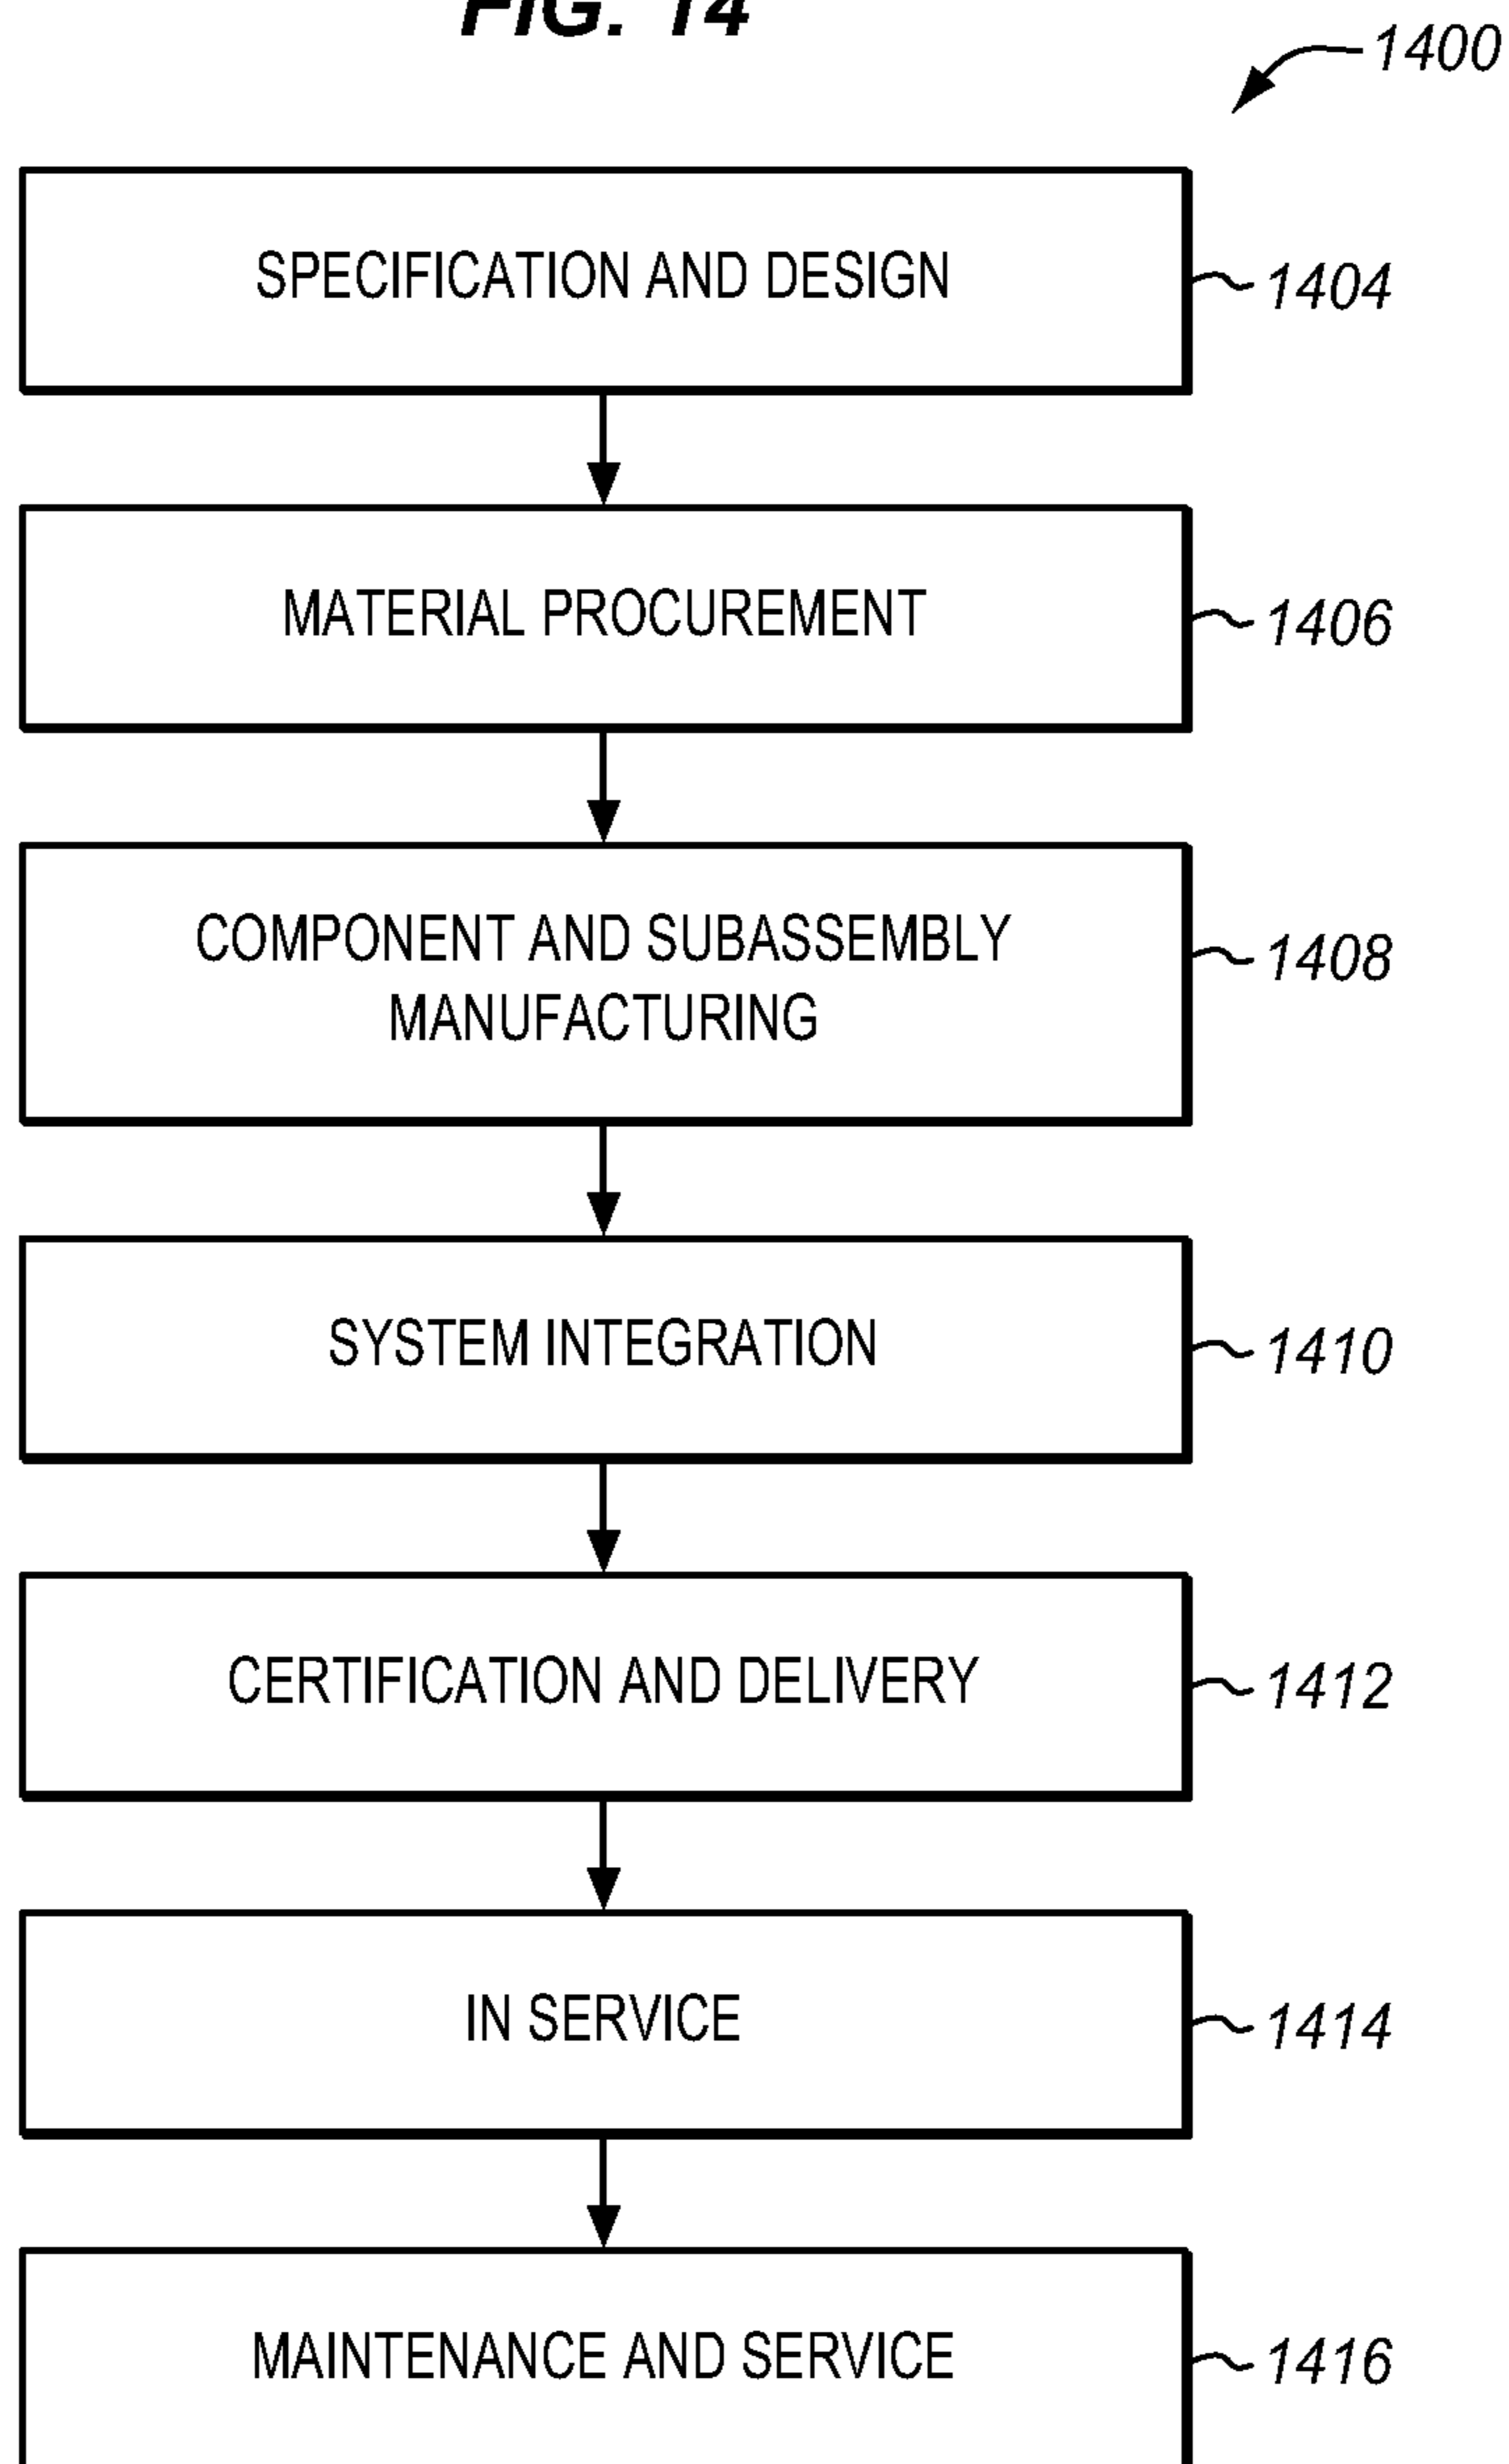 FIG. 14
1400
SPECIFICATION AND DESIGN
1404
MATERIAL PROCUREMENT
1406
COMPONENT AND SUBASSEMBLY
MANUFACTURING
1408
SYSTEM INTEGRATION
1410
CERTIFICATION AND DELIVERY
1412
IN SERVICE
1414
MAINTENANCE AND SERVICE
1416